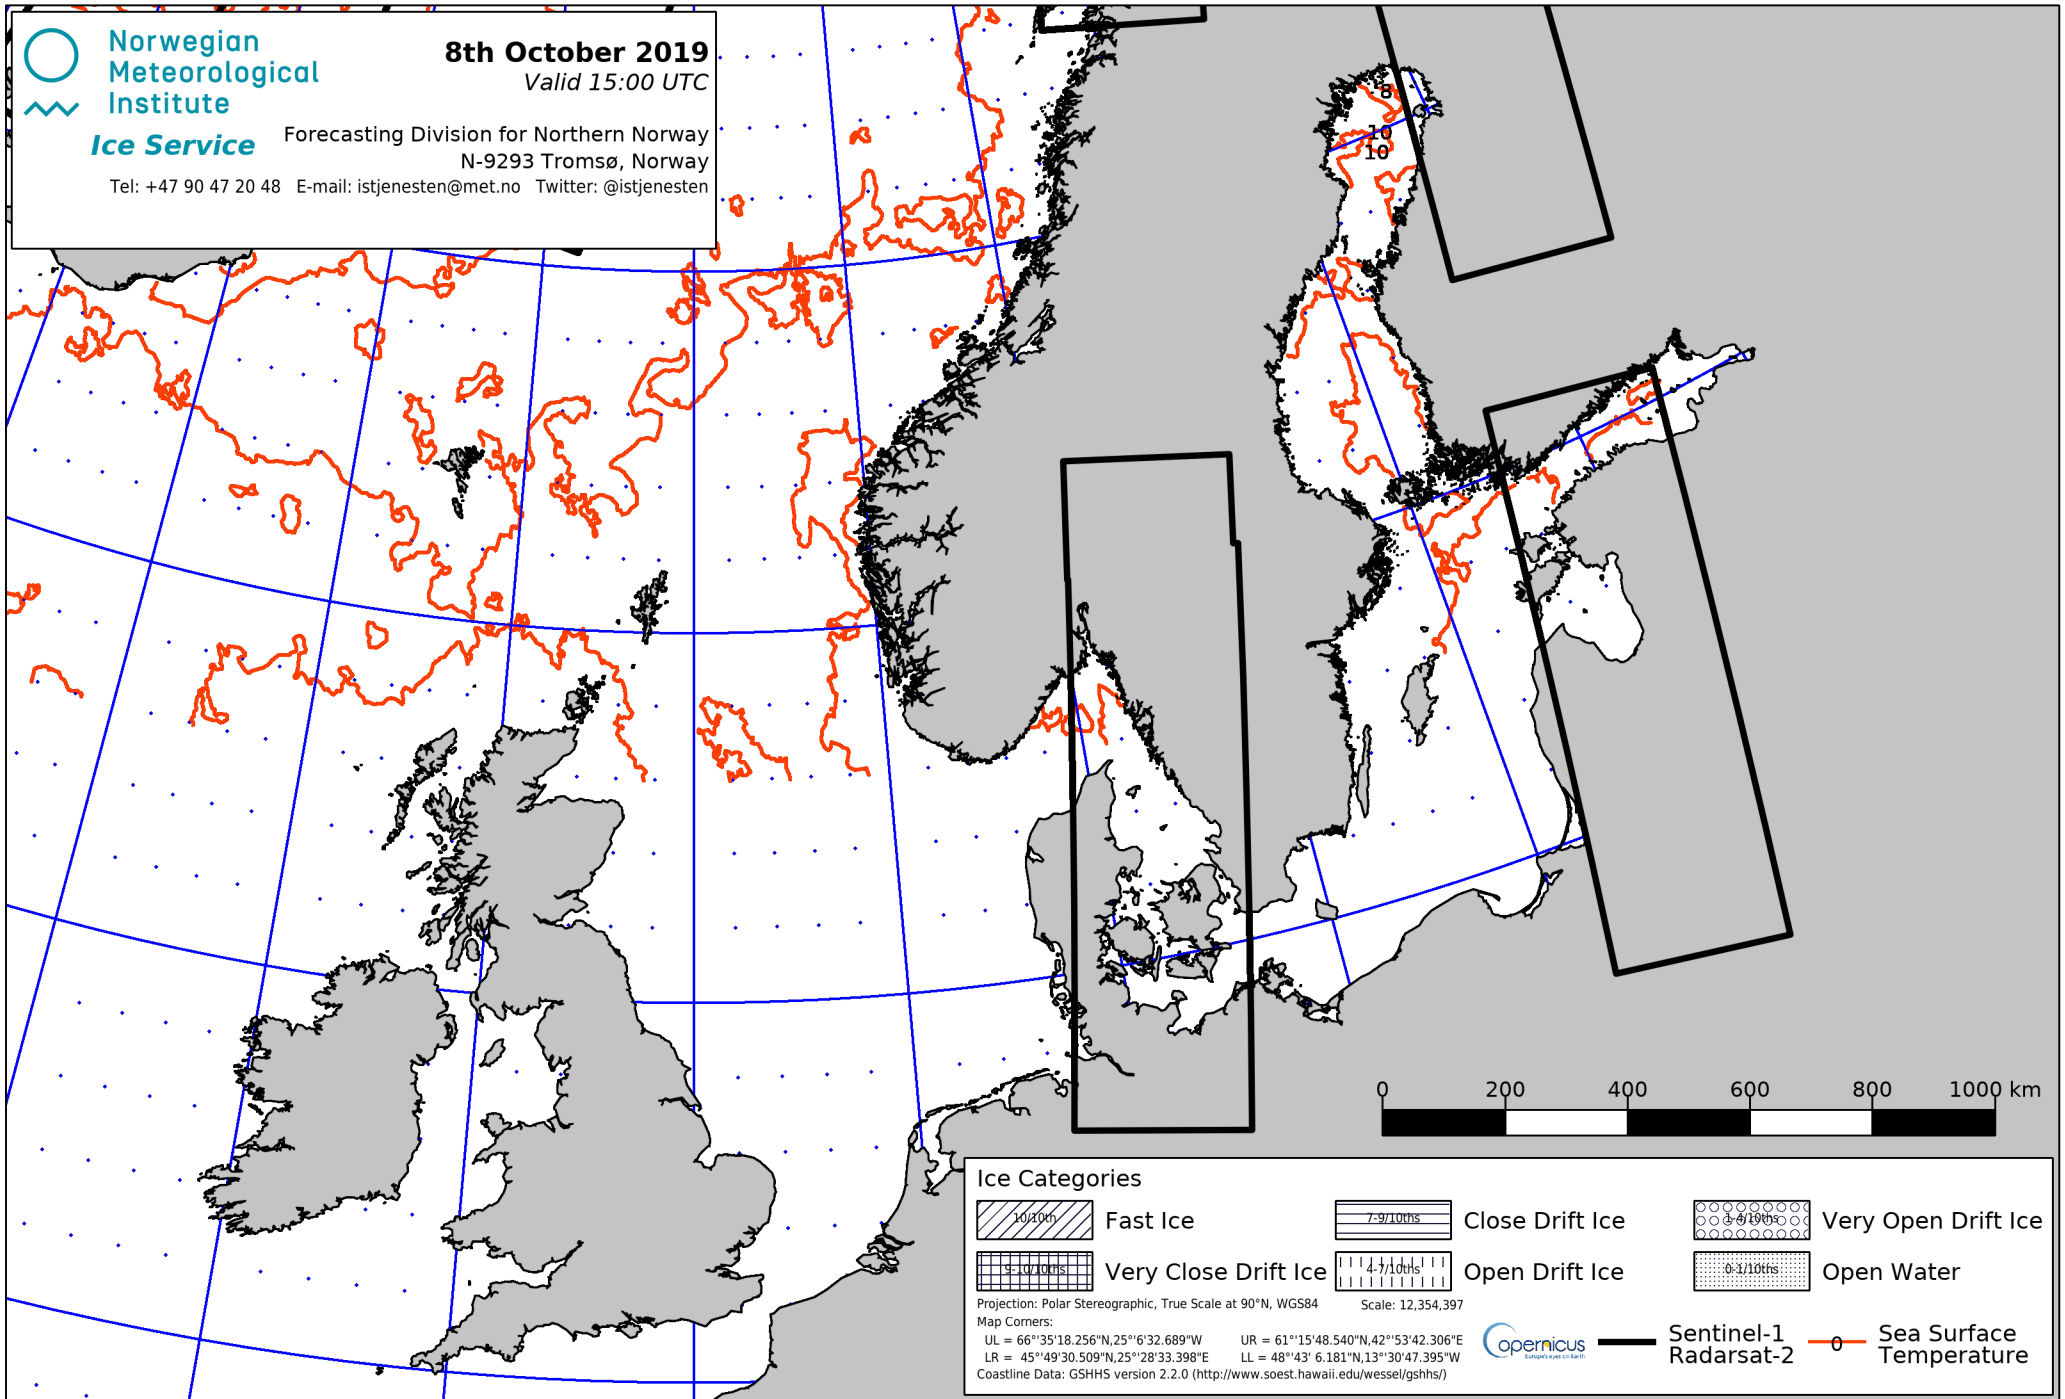 Norwegian
Meteorological
Institute
Ice Service
8th October 2019
Valid 15:00 UTC
Forecasting Division for Northern Norway
N-9293 Tromsø, Norway
Tel: +47 90 47 20 48 E-mail: istjenesten@met.no Twitter: @istjenesten
8
10
10
0 200 400 600 800 1000 km
Ice Categories
10/10th Fast Ice
7-9/10ths Close Drift Ice
1-4/10ths Very Open Drift Ice
9-10/10ths Very Close Drift Ice
4-7/10ths Open Drift Ice
0-1/10ths Open Water
Projection: Polar Stereographic, True Scale at 90°N, WGS84 Scale: 12,354,397
Map Corners:
UL = 66°'35'18.256"N,25°'6'32.689"W UR = 61°'15'48.540"N,42°'53'42.306"E
LR = 45°'49'30.509"N,25°'28'33.398"E LL = 48°'43' 6.181"N,13°'30'47.395"W
Coastline Data: GSHHS version 2.2.0 (http://www.soest.hawaii.edu/wessel/gshhs/)
Copernicus
Europe's eyes on Earth
Sentinel-1
Radarsat-2
0
Sea Surface
Temperature